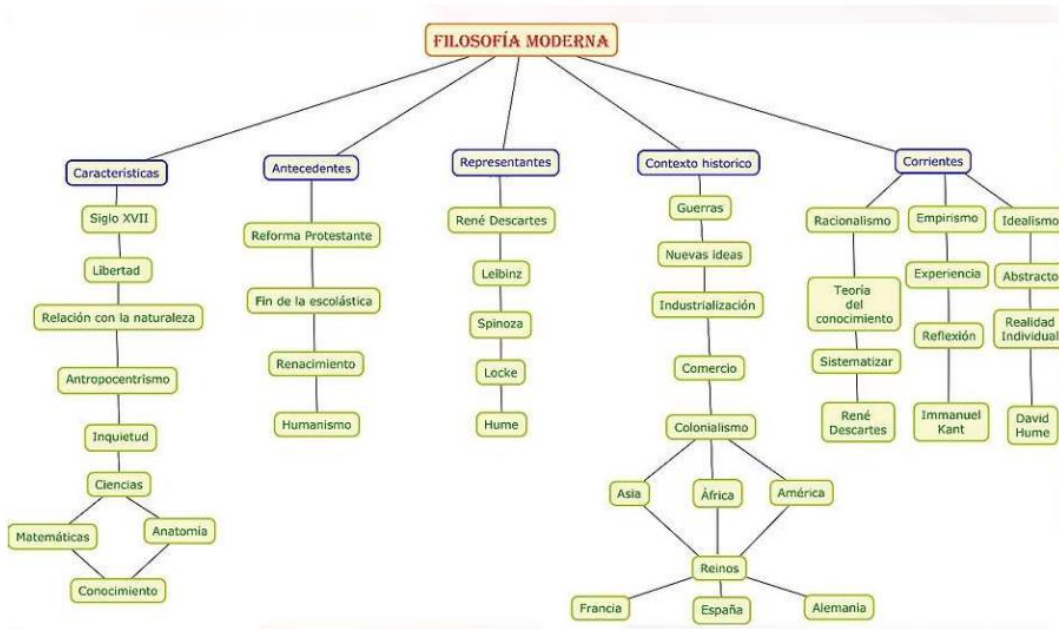 FILOSOFÍA MODERNA
Características
Siglo XVII
Libertad
Relación con la naturaleza
Antropocentrismo
Inquietud
Ciencias
Matemáticas
Anatomía
Conocimiento
Antecedentes
Reforma Protestante
Fin de la escolástica
Renacimiento
Humanismo
Representantes
René Descartes
Leibinz
Spinoza
Locke
Hume
Contexto historico
Guerras
Nuevas ideas
Industrialización
Comercio
Colonialismo
Asia
África
América
Reinos
Francia
España
Alemania
Corrientes
Racionalismo
Teoría
del
conocimiento
Sistematizar
René
Descartes
Empirismo
Experiencia
Reflexión
Immanuel
Kant
Idealismo
Abstracto
Realidad
Individual
David
Hume